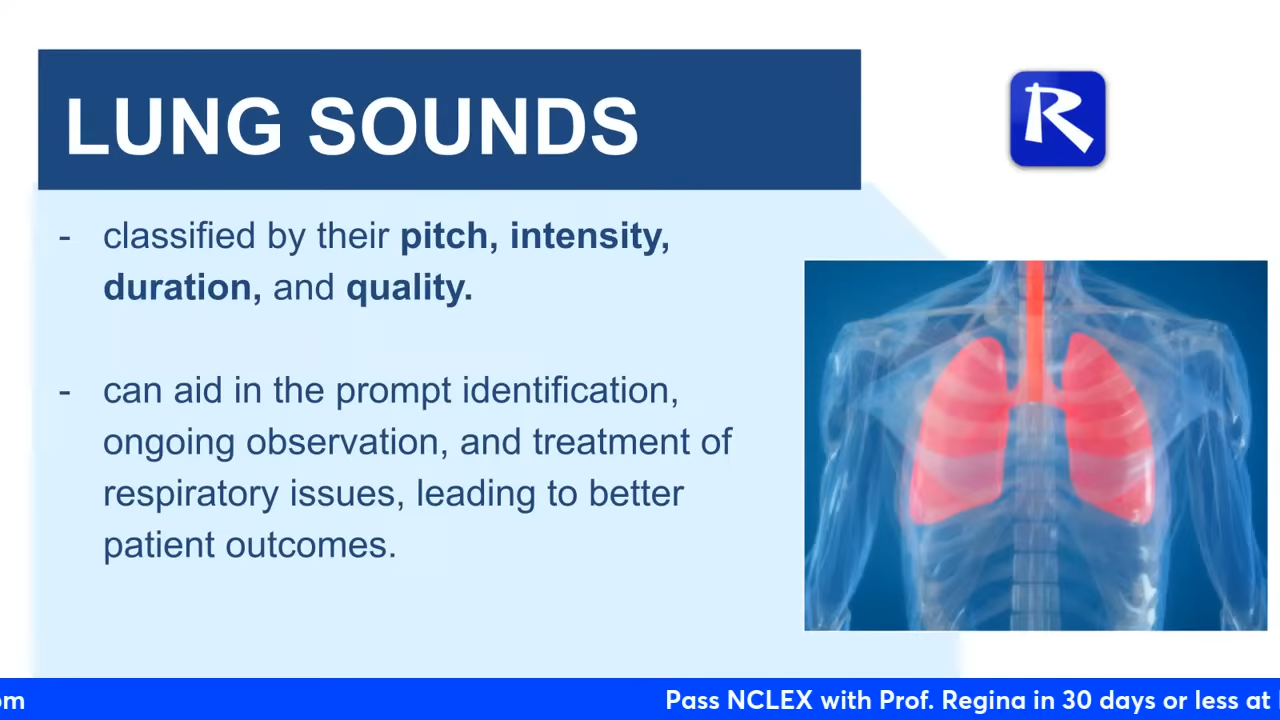 LUNG SOUNDS
R
- classified by their pitch, intensity,
duration, and quality.
- can aid in the prompt identification,
ongoing observation, and treatment of
respiratory issues, leading to better
patient outcomes.
om
Pass NCLEX with Prof. Regina in 30 days or less at